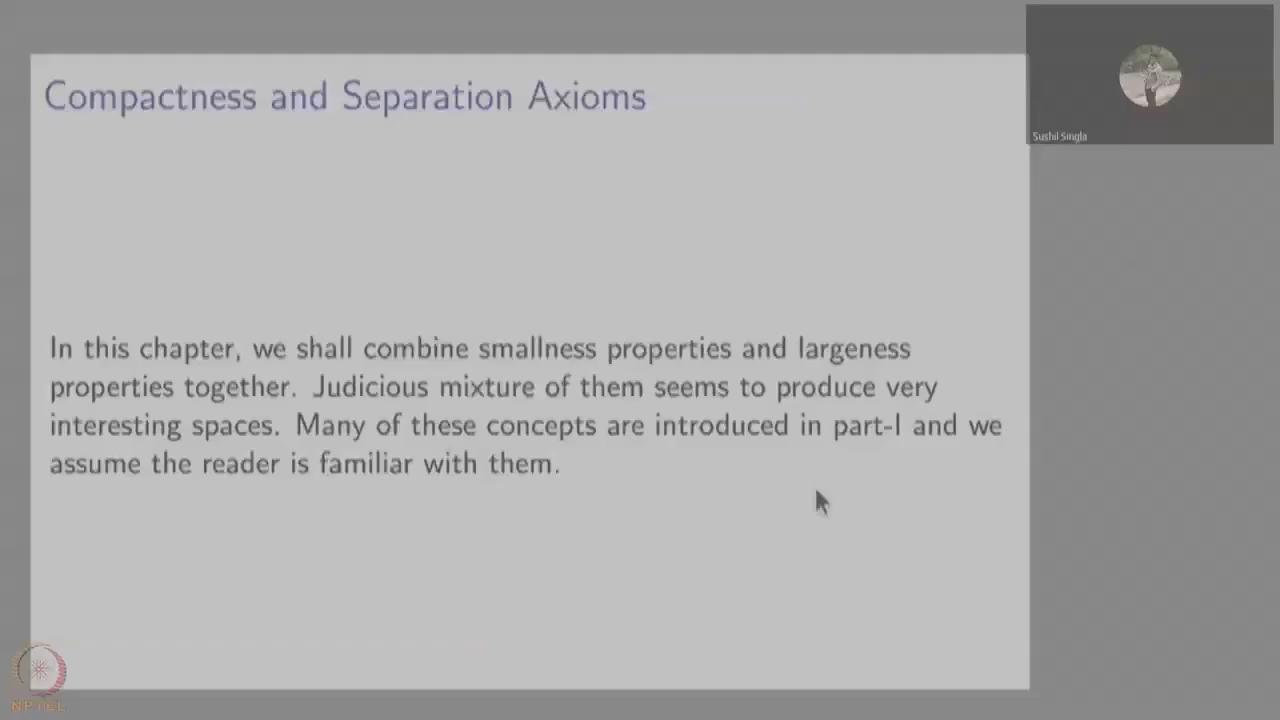 Compactness and Separation Axioms
Sushil Singla
In this chapter, we shall combine smallness properties and largeness
properties together. Judicious mixture of them seems to produce very
interesting spaces. Many of these concepts are introduced in part-I and we
assume the reader is familiar with them.
NPTEL